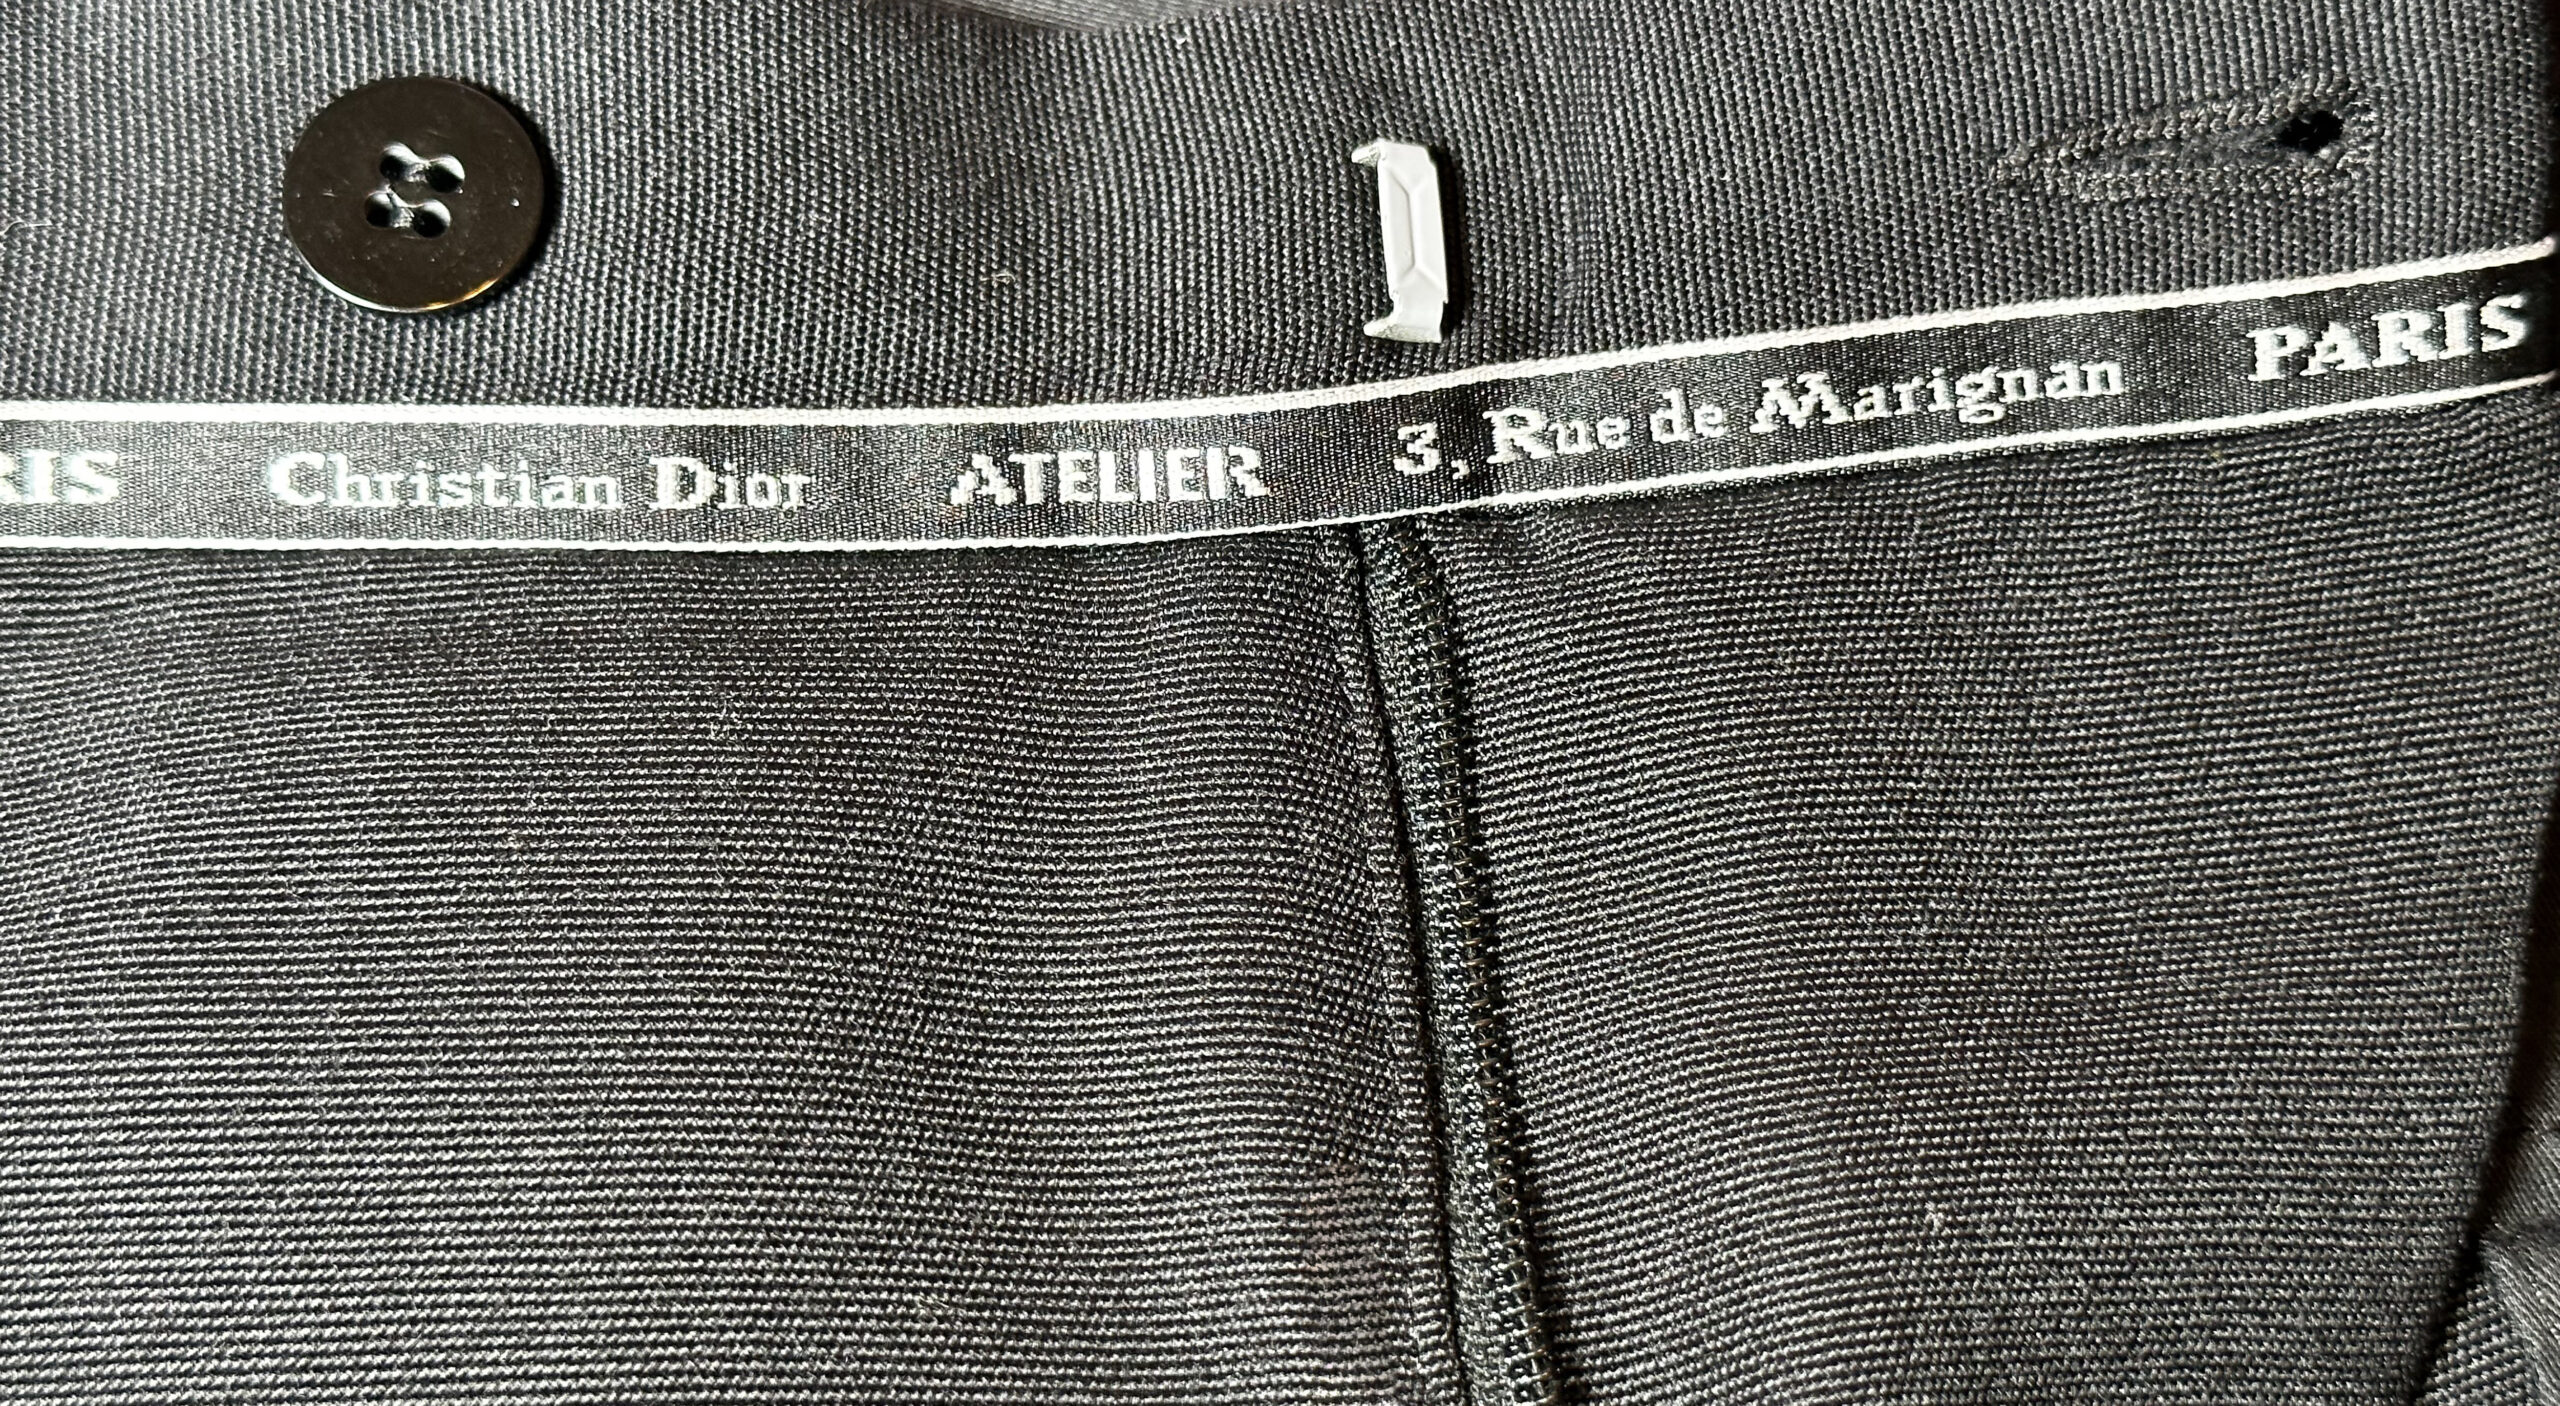 RIS Christian Dior ATELIER 3, Rue de Marignan PARIS